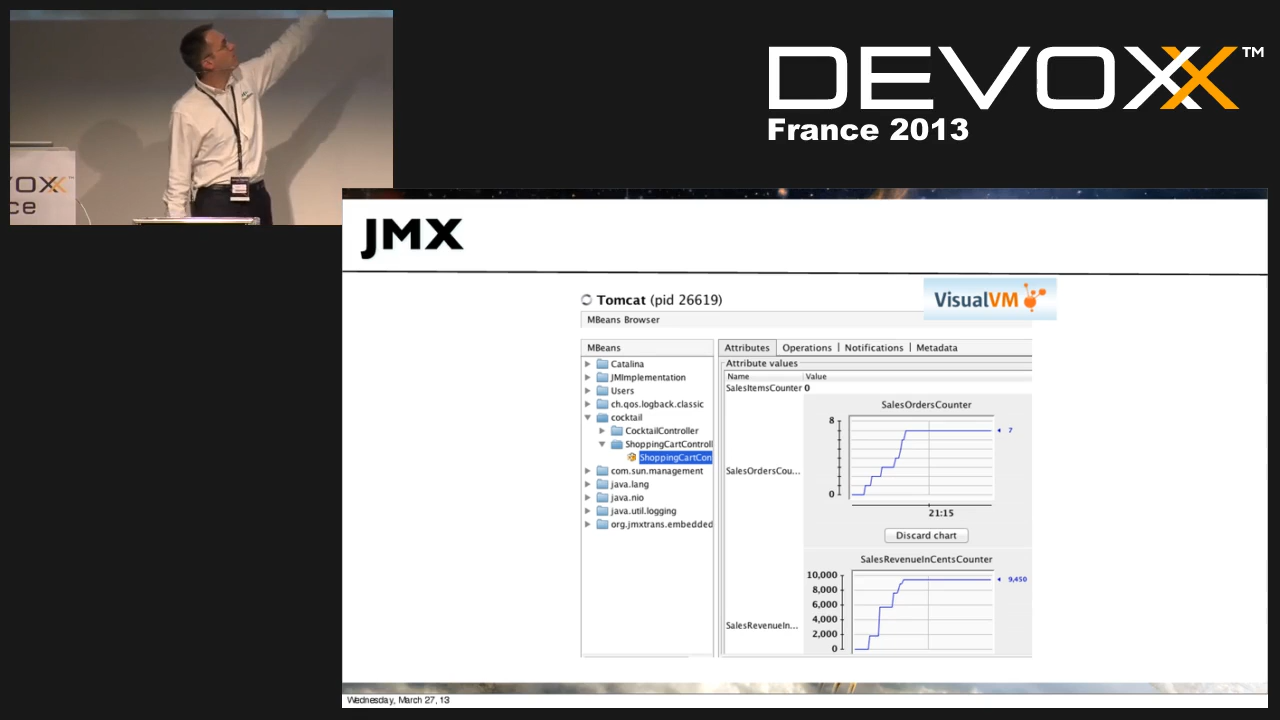 DEVOXX™
France 2013
VOXX
ce
JMX
Tomcat (pid 26619)
VisualVM
MBeans Browser
MBeans
Attributes
Operations
Notifications
Metadata
Attribute values
Name
Value
Catalina
JMImplementation
Users
ch.qos.logback.classic
cocktail
CocktailController
ShoppingCartControll
ShoppingCartCon
com.sun.management
java.lang
java.nio
java.util.logging
org.jmxtrans.embedded
SalesItemsCounter 0
SalesOrdersCounter
8
7
SalesOrdersCou...
0
21:15
Discard chart
SalesRevenueInCentsCounter
10,000
9,450
8,000
6,000
4,000
SalesRevenueIn...
2,000
0
Wednesday, March 27, 13